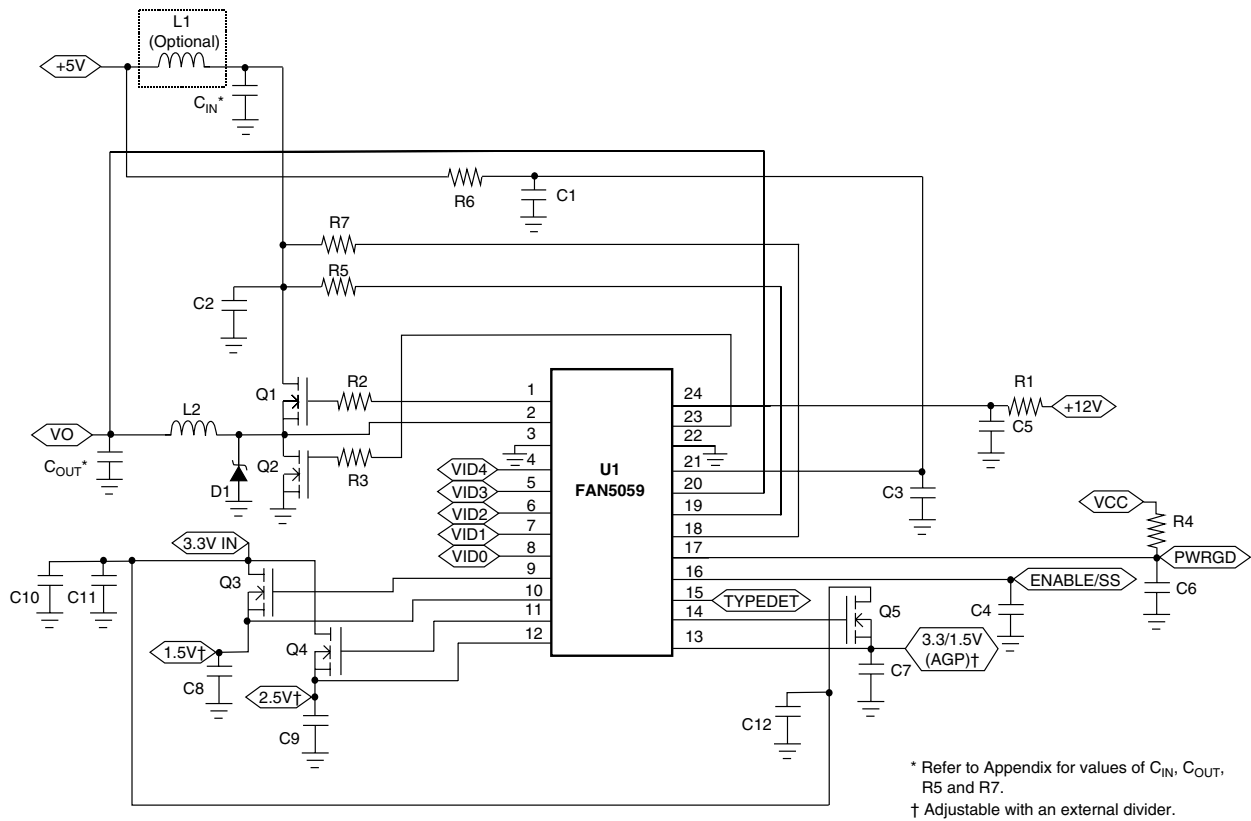 L1
(Optional)
+5V
C_IN*
R6
C1
R7
R5
C2
Q1
R2
1
24
R1
+12V
L2
2
23
C5
VO
3
22
C_OUT*
Q2
R3
4
U1
FAN5059
21
D1
VID4
VID3
5
20
C3
VID2
6
19
VCC
VID1
7
18
R4
VID0
8
17
PWRGD
3.3V IN
9
16
ENABLE/SS
C10
C11
Q3
10
15
TYPEDET
C4
C6
11
14
Q5
1.5V†
Q4
12
13
3.3/1.5V
(AGP)†
C8
C7
2.5V†
C9
C12
* Refer to Appendix for values of C_IN, C_OUT,
R5 and R7.
† Adjustable with an external divider.